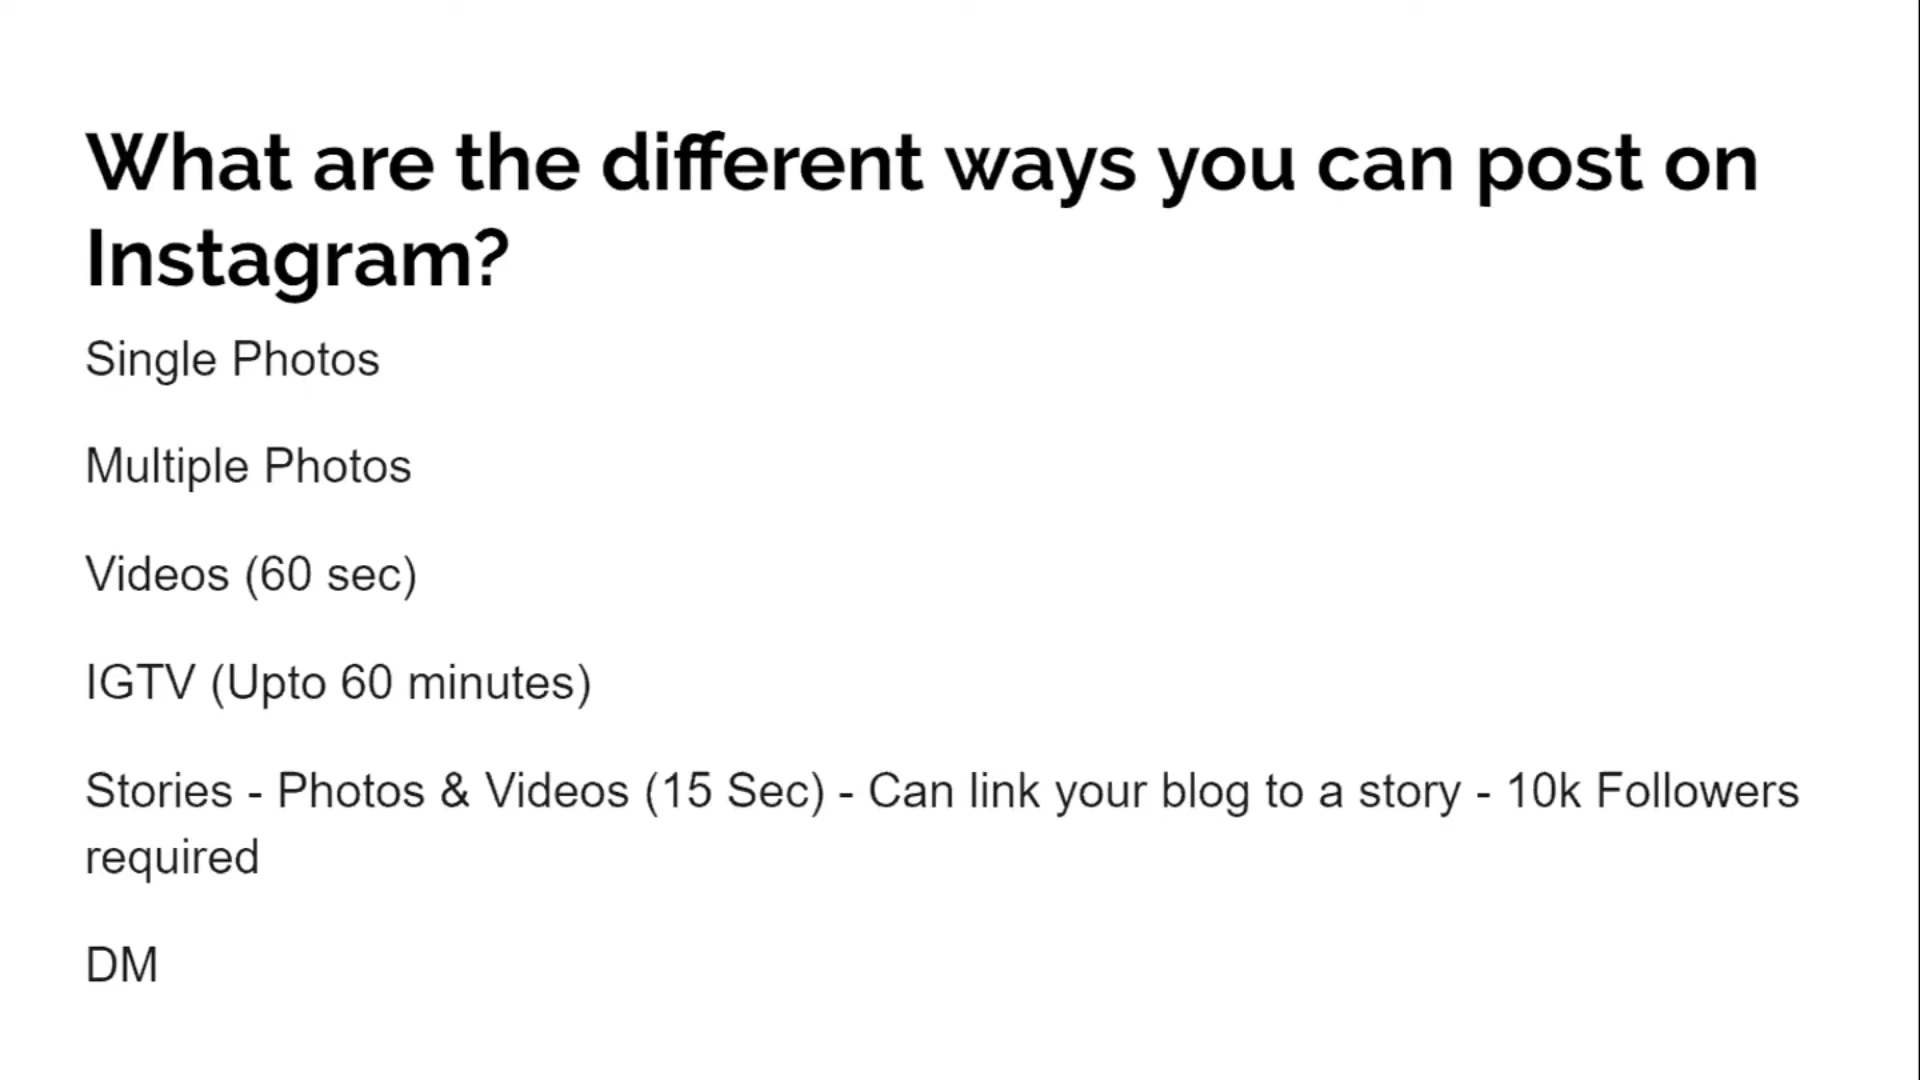 What are the different ways you can post on
Instagram?
Single Photos
Multiple Photos
Videos (60 sec)
IGTV (Upto 60 minutes)
Stories - Photos & Videos (15 Sec) - Can link your blog to a story - 10k Followers
required
DM